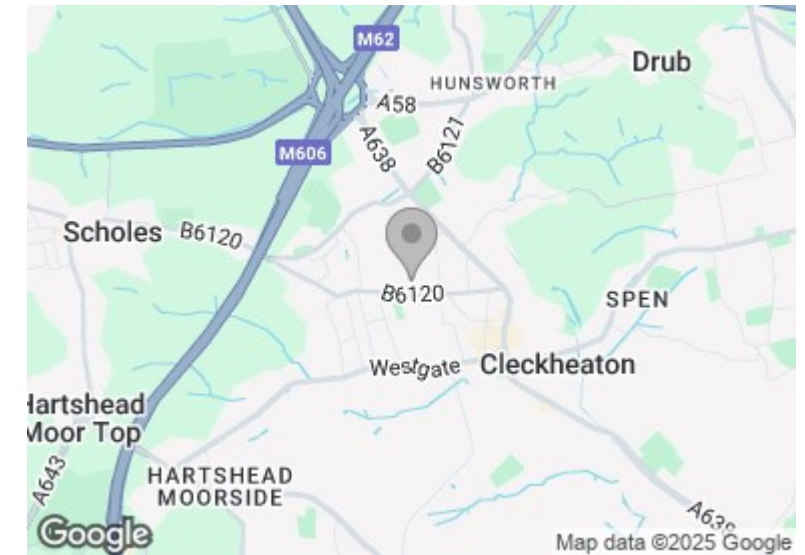 M62
Drub
HUNSWORTH
A58
A638
B6121
M606
Scholes
B6120
B6120
SPEN
Westgate
Cleckheaton
Hartshead
Moor Top
A643
HARTSHEAD
MOORSIDE
A638
Google
Map data ©2025 Google